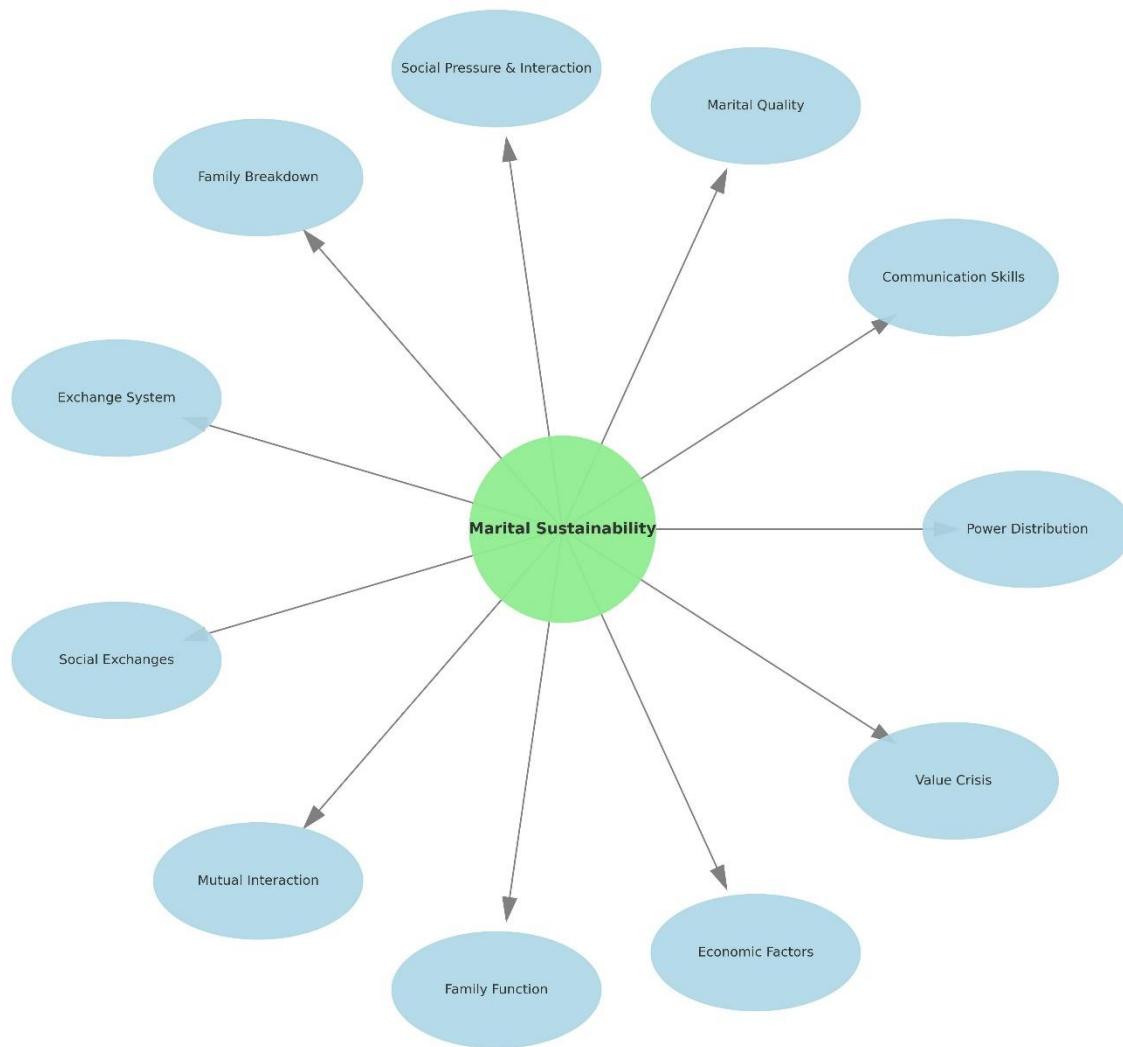 Social Pressure & Interaction
Marital Quality
Family Breakdown
Communication Skills
Exchange System
Marital Sustainability
Power Distribution
Social Exchanges
Value Crisis
Mutual Interaction
Economic Factors
Family Function